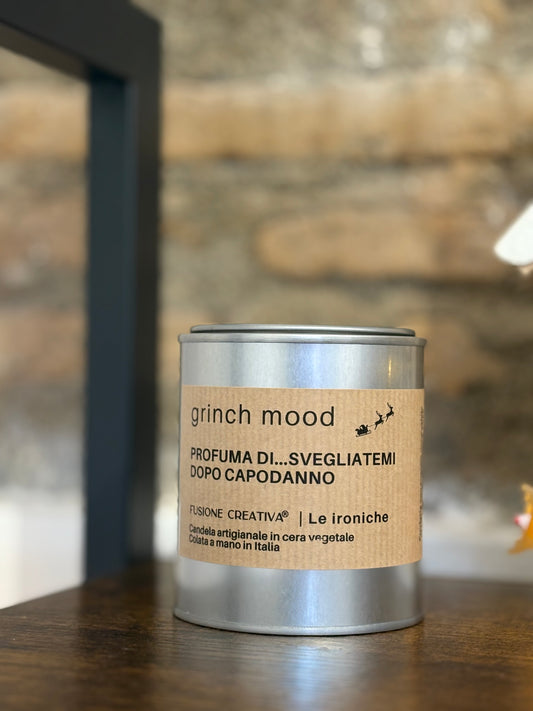 grinch mood
PROFUMA DI...SVEGLIATEMI
DOPO CAPODANNO
FUSIONE CREATIVA® | Le ironiche
Candela artigianale in cera vegetale
Colata a mano in Italia